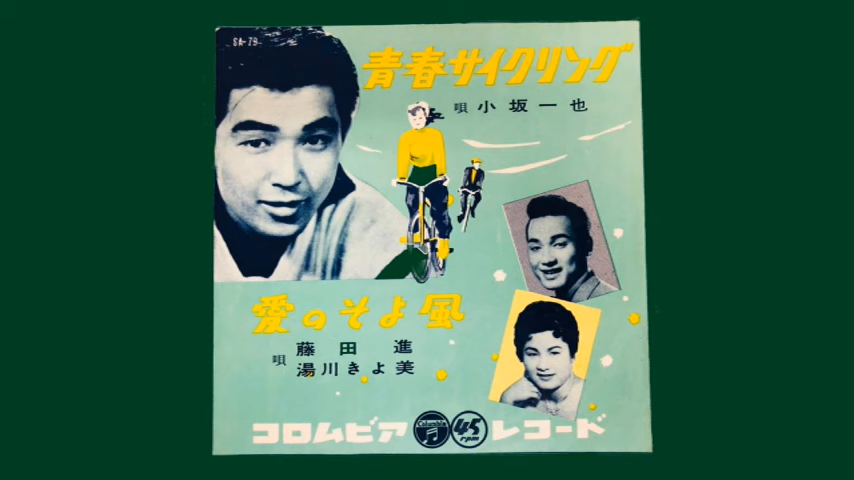 SA-79
青春サイクリング
唄 小坂一也
愛のそよ風
唄 藤田進
湯川きよ美
コロムビア Columbia 45 rpm レコード